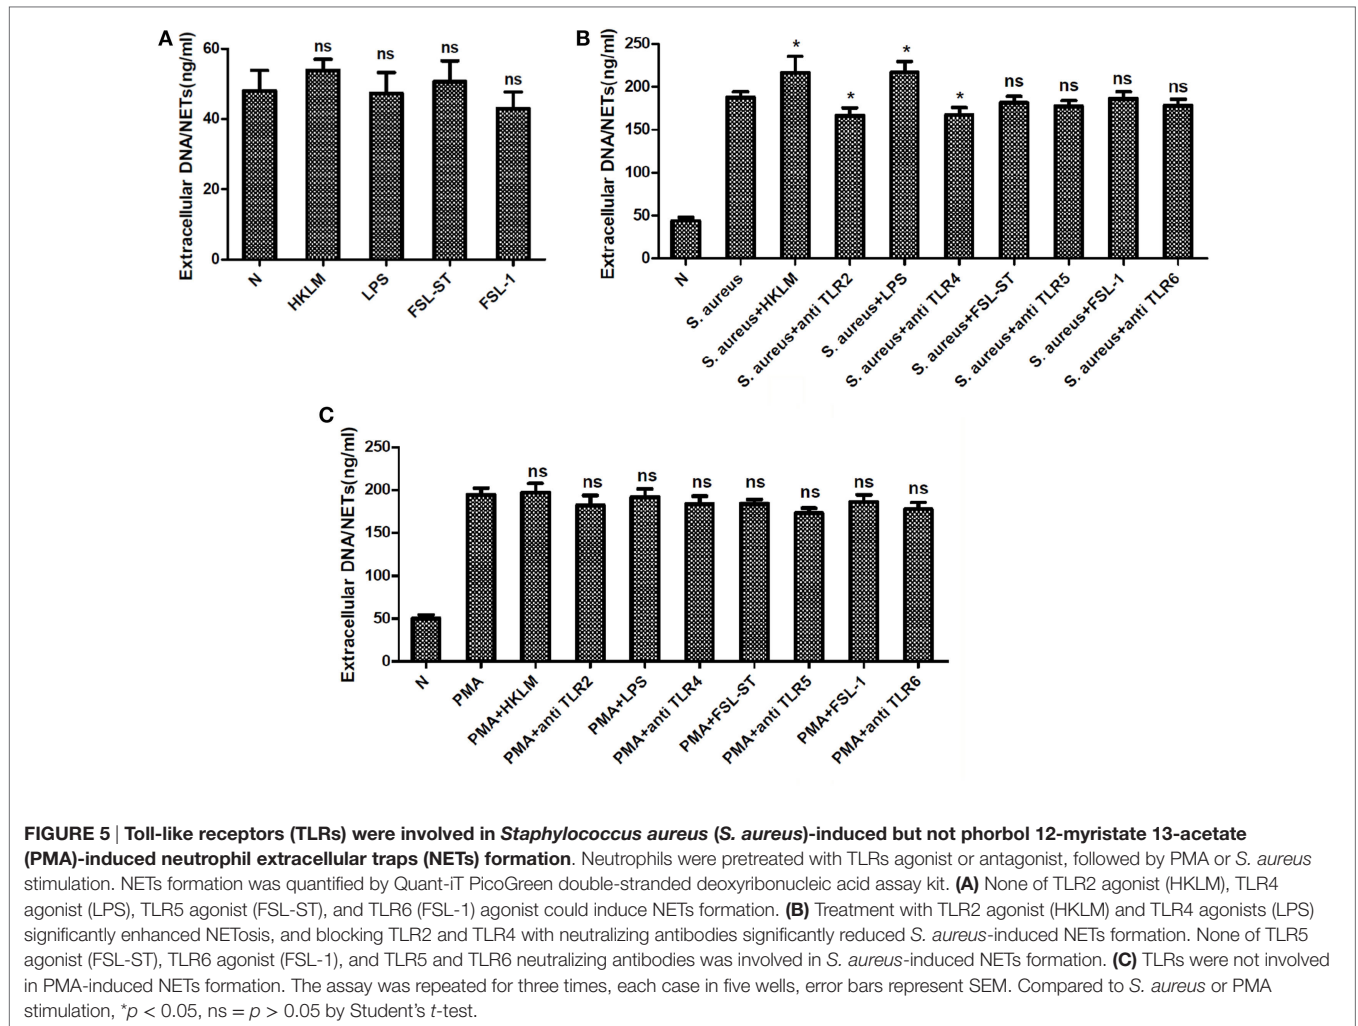 A
Extracellular DNA/NETs(ng/ml)
60
40
20
0
ns
ns
ns
ns
N
HKLM
LPS
FSL-ST
FSL-1
B
Extracellular DNA/NETs(ng/ml)
250
200
150
100
50
0
*
*
*
*
ns
ns
ns
ns
N
S. aureus
S. aureus+HKLM
S. aureus+anti TLR2
S. aureus+LPS
S. aureus+anti TLR4
S. aureus+FSL-ST
S. aureus+anti TLR5
S. aureus+FSL-1
S. aureus+anti TLR6
C
Extracellular DNA/NETs(ng/ml)
250
200
150
100
50
0
ns
ns
ns
ns
ns
ns
ns
ns
N
PMA
PMA+HKLM
PMA+anti TLR2
PMA+LPS
PMA+anti TLR4
PMA+FSL-ST
PMA+anti TLR5
PMA+FSL-1
PMA+anti TLR6
FIGURE 5 | Toll-like receptors (TLRs) were involved in Staphylococcus aureus (S. aureus)-induced but not phorbol 12-myristate 13-acetate
(PMA)-induced neutrophil extracellular traps (NETs) formation. Neutrophils were pretreated with TLRs agonist or antagonist, followed by PMA or S. aureus
stimulation. NETs formation was quantified by Quant-iT PicoGreen double-stranded deoxyribonucleic acid assay kit. (A) None of TLR2 agonist (HKLM), TLR4
agonist (LPS), TLR5 agonist (FSL-ST), and TLR6 (FSL-1) agonist could induce NETs formation. (B) Treatment with TLR2 agonist (HKLM) and TLR4 agonists (LPS)
significantly enhanced NETosis, and blocking TLR2 and TLR4 with neutralizing antibodies significantly reduced S. aureus-induced NETs formation. None of TLR5
agonist (FSL-ST), TLR6 agonist (FSL-1), and TLR5 and TLR6 neutralizing antibodies was involved in S. aureus-induced NETs formation. (C) TLRs were not involved
in PMA-induced NETs formation. The assay was repeated for three times, each case in five wells, error bars represent SEM. Compared to S. aureus or PMA
stimulation, *p < 0.05, ns = p > 0.05 by Student's t-test.